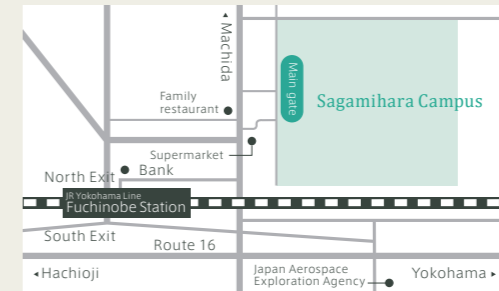 ◂ Machida
Main gate
Sagamihara Campus
Family
restaurant
Supermarket
Bank
North Exit
JR Yokohama Line
Fuchinobe Station
South Exit
Route 16
◂ Hachioji
Japan Aerospace
Exploration Agency
Yokohama ▸